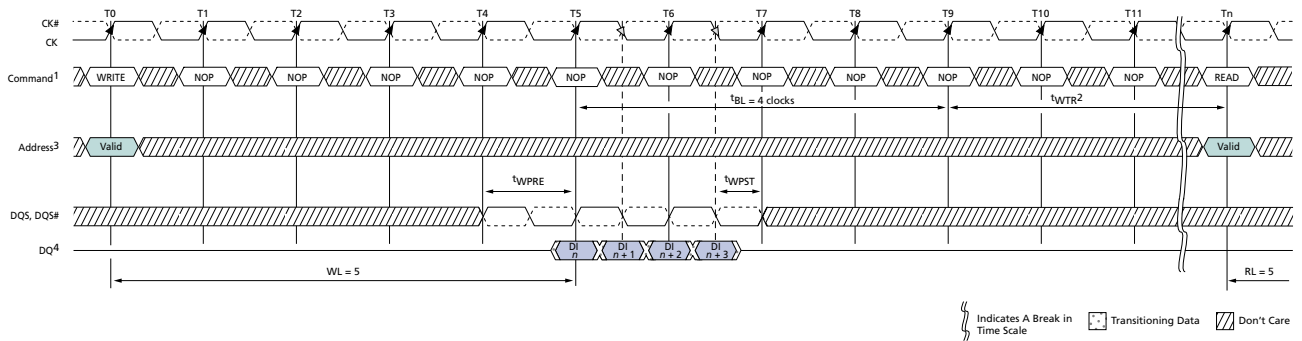 T0 T1 T2 T3 T4 T5 T6 T7 T8 T9 T10 T11 Tn
CK#
CK
Command1 WRITE NOP NOP NOP NOP NOP NOP NOP NOP NOP NOP NOP READ
tBL = 4 clocks tWTR2
Address3 Valid Valid
tWPRE tWPST
DQS, DQS#
DQ4 DI n DI n + 1 DI n + 2 DI n + 3
WL = 5 RL = 5
Indicates A Break in Time Scale Transitioning Data Don't Care